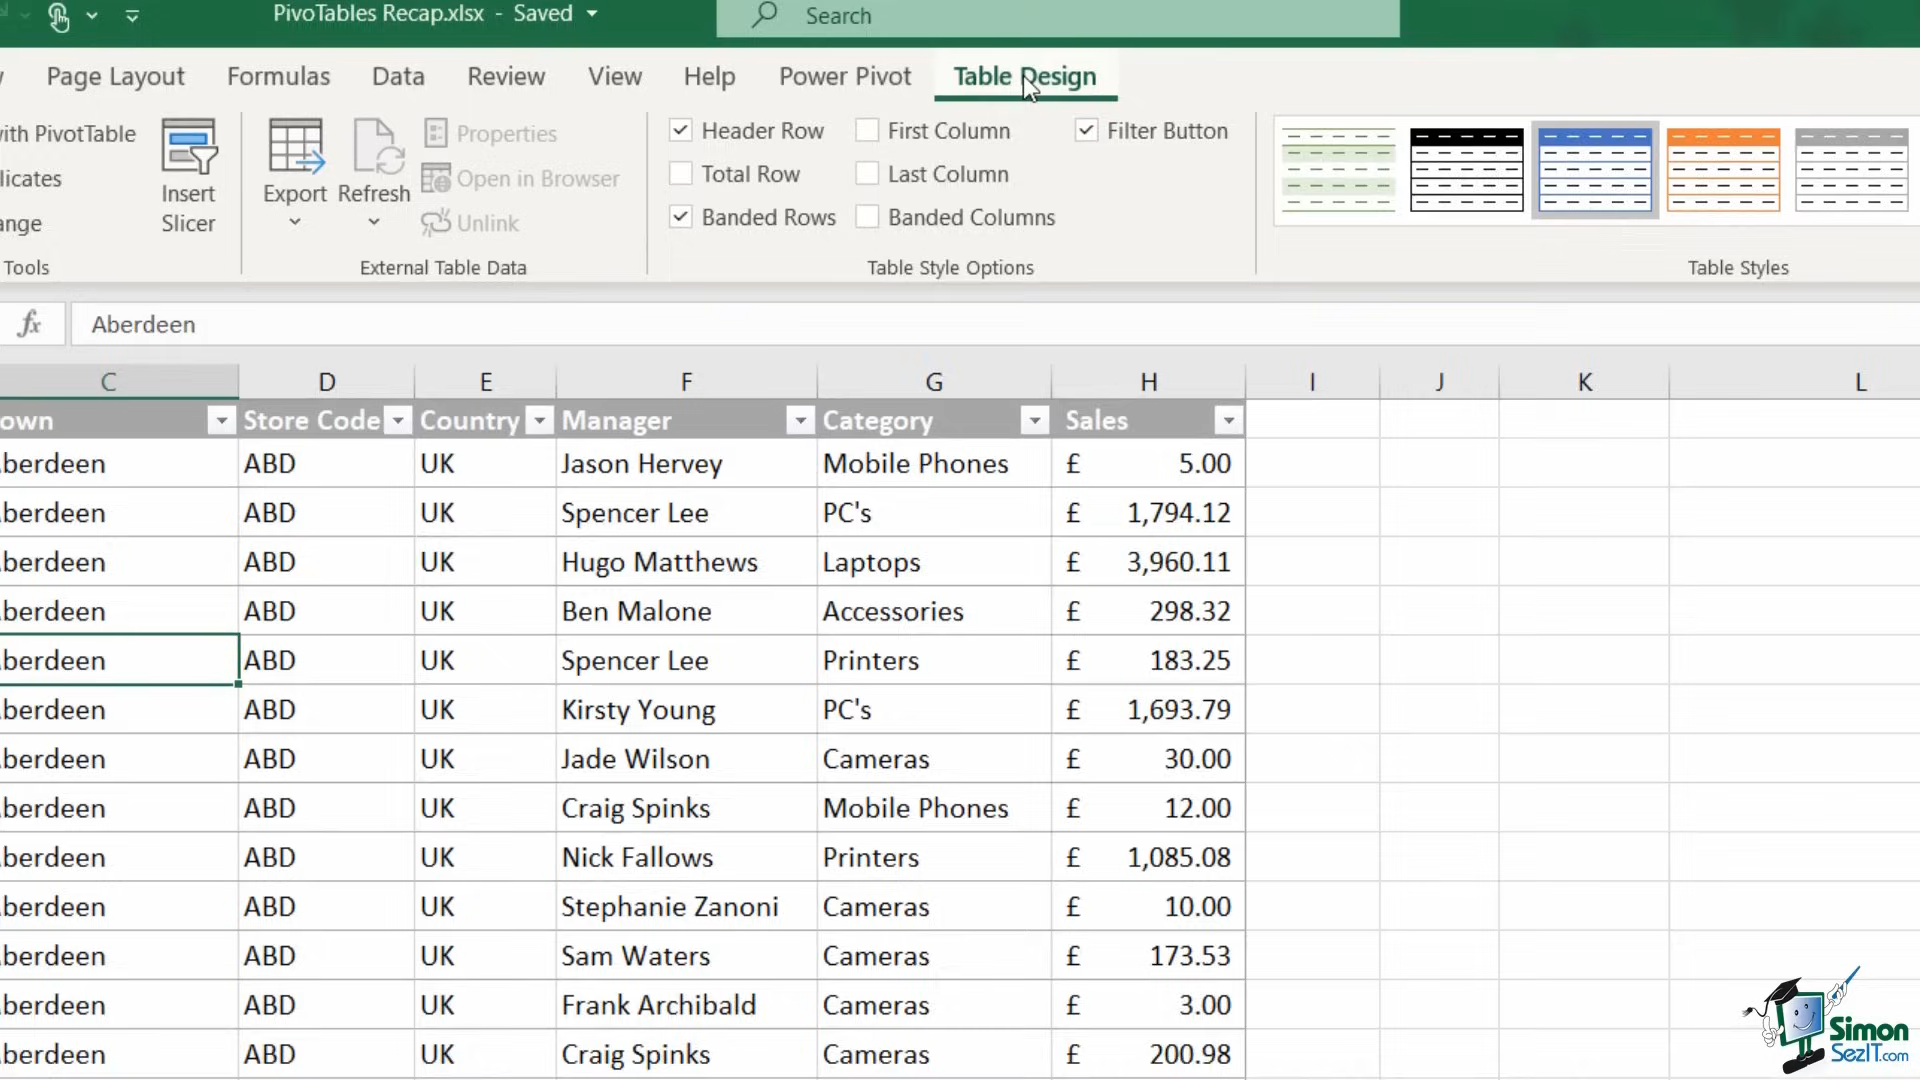 PivoTables Recap.xlsx - Saved
Search
Page Layout Formulas Data Review View Help Power Pivot Table Design
with PivotTable
licates
ange
Tools
Insert
Slicer
Export
Refresh
Properties
Open in Browser
Unlink
External Table Data
Header Row First Column Filter Button
Total Row Last Column
Banded Rows Banded Columns
Table Style Options
Table Styles
fx Aberdeen
C D E F G H I J K L
own Store Code Country Manager Category Sales
berdeen ABD UK Jason Hervey Mobile Phones £ 5.00
berdeen ABD UK Spencer Lee PC's £ 1,794.12
berdeen ABD UK Hugo Matthews Laptops £ 3,960.11
berdeen ABD UK Ben Malone Accessories £ 298.32
berdeen ABD UK Spencer Lee Printers £ 183.25
berdeen ABD UK Kirsty Young PC's £ 1,693.79
berdeen ABD UK Jade Wilson Cameras £ 30.00
berdeen ABD UK Craig Spinks Mobile Phones £ 12.00
berdeen ABD UK Nick Fallows Printers £ 1,085.08
berdeen ABD UK Stephanie Zanoni Cameras £ 10.00
berdeen ABD UK Sam Waters Cameras £ 173.53
berdeen ABD UK Frank Archibald Cameras £ 3.00
berdeen ABD UK Craig Spinks Cameras £ 200.98
Simon
SezIT.com